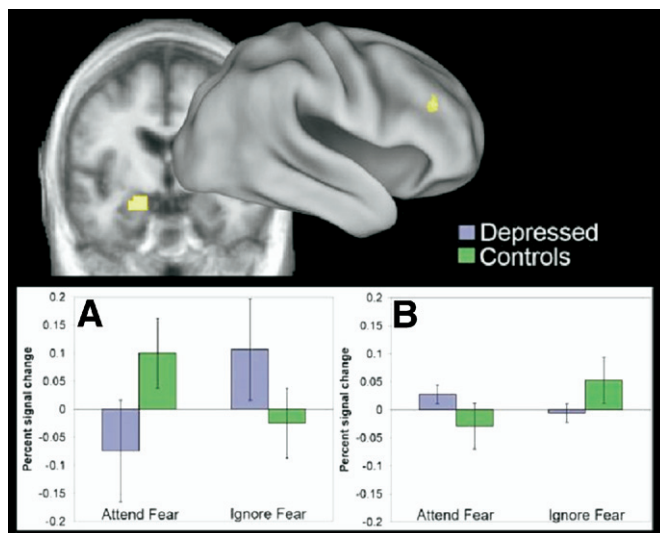 Depressed
Controls
A
B
Percent signal change
0.2
0.15
0.1
0.05
0
-0.05
-0.1
-0.15
-0.2
Attend Fear Ignore Fear
Percent signal change
0.2
0.15
0.1
0.05
0
-0.05
-0.1
-0.15
-0.2
Attend Fear Ignore Fear